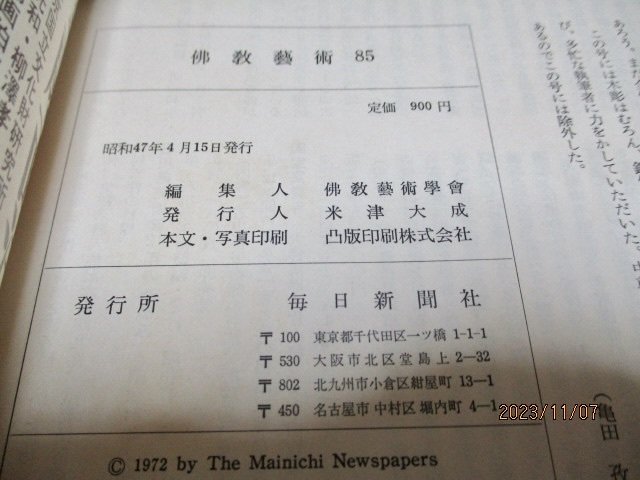 佛教藝術 85
定価 900円
昭和47年4月15日発行
編集人 佛教藝術學會
発行人 米津大成
本文・写真印刷 凸版印刷株式会社
発行所 毎日新聞社
〒100 東京都千代田区一ツ橋 1-1-1
〒530 大阪市北区堂島上 2-32
〒802 北九州市小倉区紺屋町 13-1
〒450 名古屋市中村区堀内町 4-1
© 1972 by The Mainichi Newspapers
この号には木彫はむろん、
び、多忙な執筆者に力をかしていただいた。
あるのでこの号には除外した。
(亀田
2023/11/07